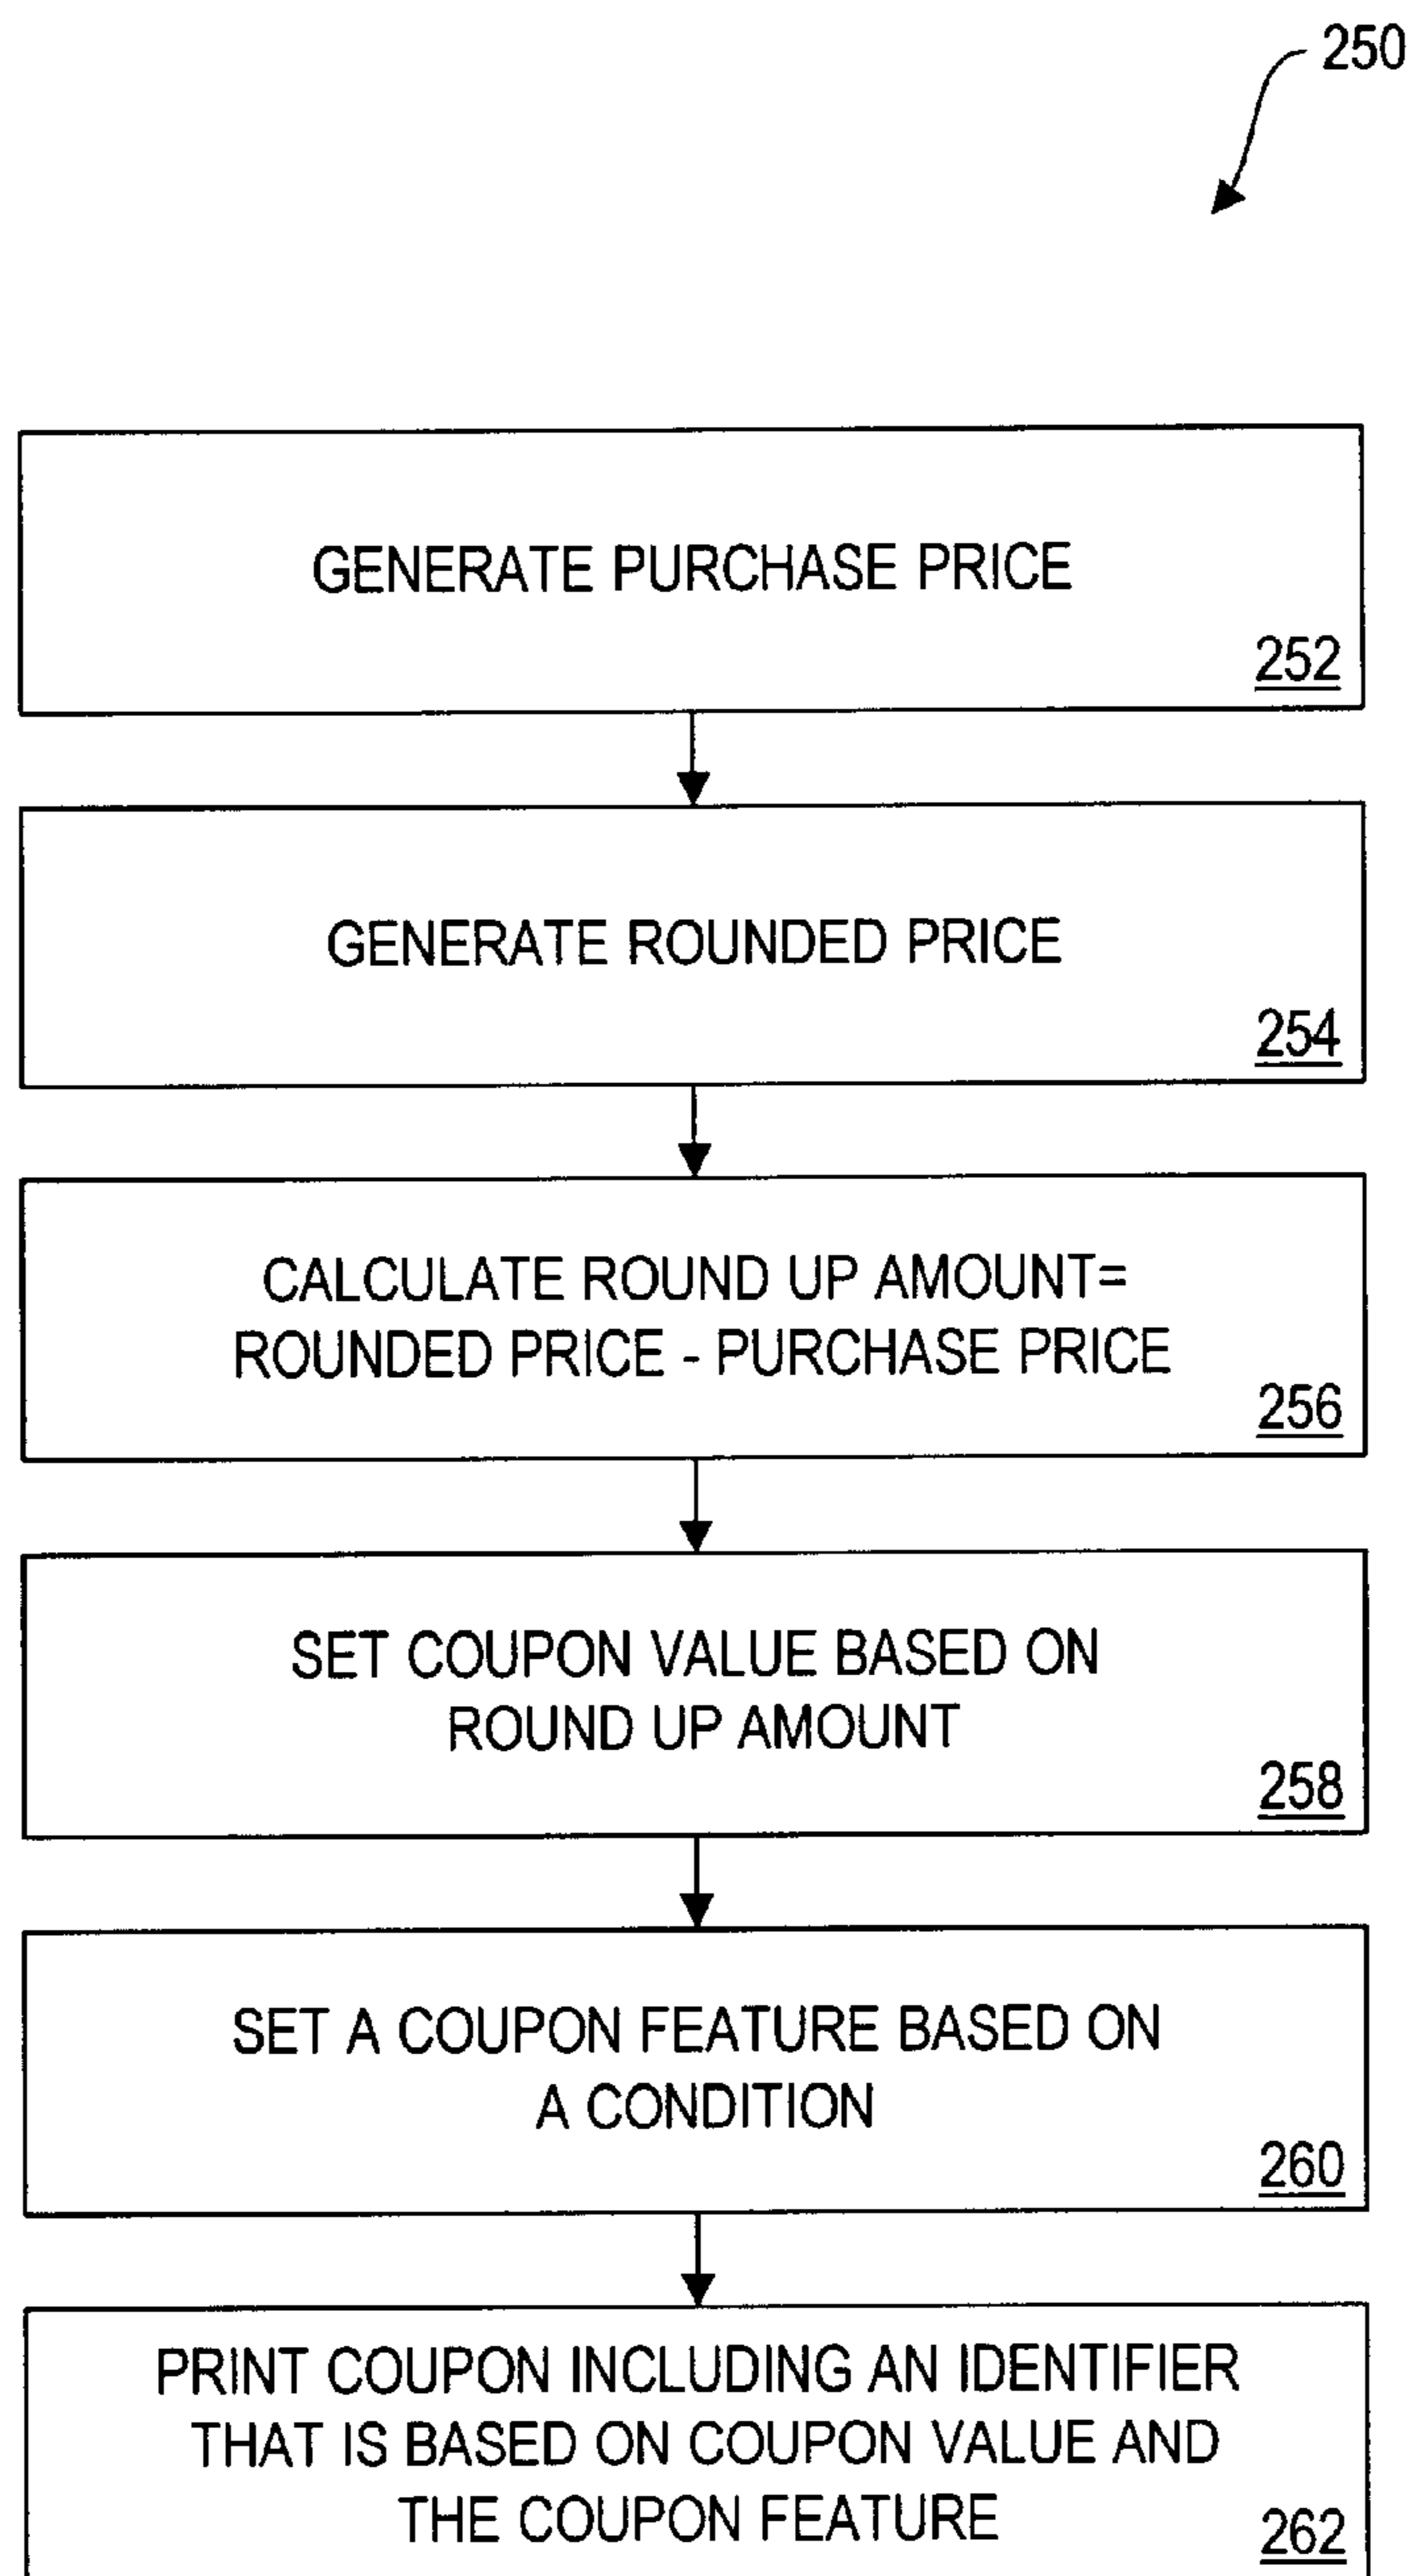 250
GENERATE PURCHASE PRICE
252
GENERATE ROUNDED PRICE
254
CALCULATE ROUND UP AMOUNT=
ROUNDED PRICE - PURCHASE PRICE
256
SET COUPON VALUE BASED ON
ROUND UP AMOUNT
258
SET A COUPON FEATURE BASED ON
A CONDITION
260
PRINT COUPON INCLUDING AN IDENTIFIER
THAT IS BASED ON COUPON VALUE AND
THE COUPON FEATURE
262